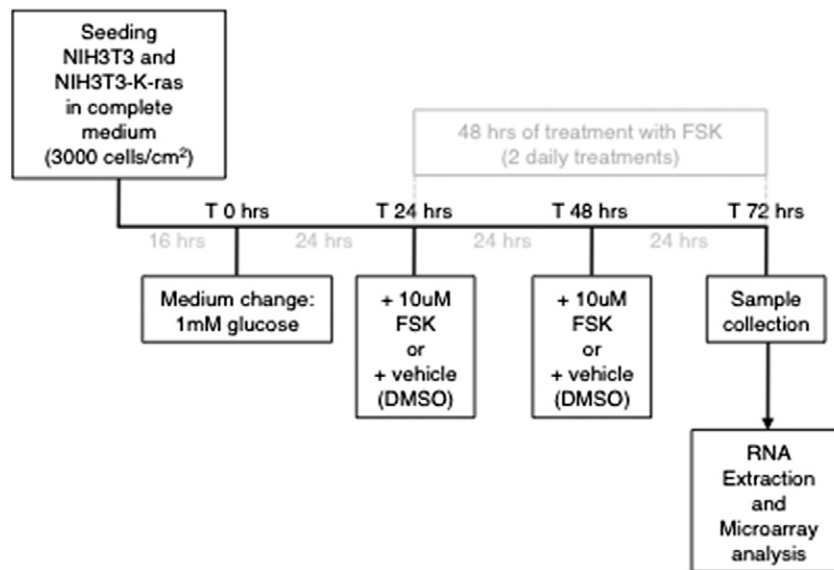 Seeding
NIH3T3 and
NIH3T3-K-ras
in complete
medium
(3000 cells/cm²)
48 hrs of treatment with FSK
(2 daily treatments)
T 0 hrs
T 24 hrs
T 48 hrs
T 72 hrs
16 hrs
24 hrs
24 hrs
24 hrs
Medium change:
1mM glucose
+ 10uM
FSK
or
+ vehicle
(DMSO)
+ 10uM
FSK
or
+ vehicle
(DMSO)
Sample
collection
RNA
Extraction
and
Microarray
analysis